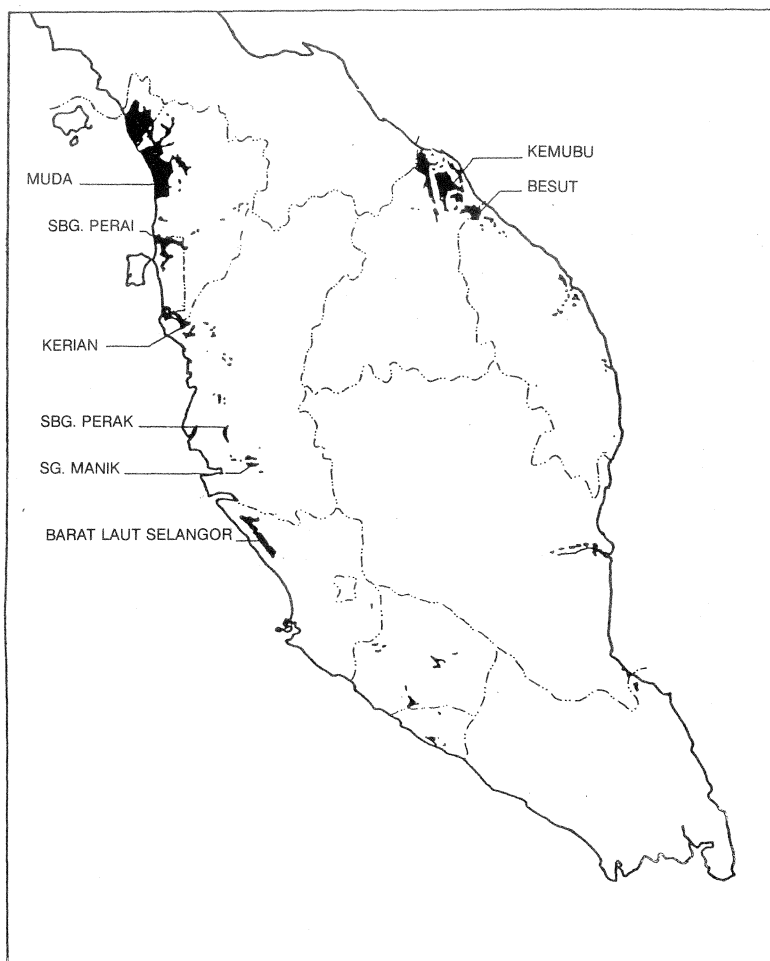 KEMUBU
MUDA
BESUT
SBG. PERAI
KERIAN
SBG. PERAK
SG. MANIK
BARAT LAUT SELANGOR